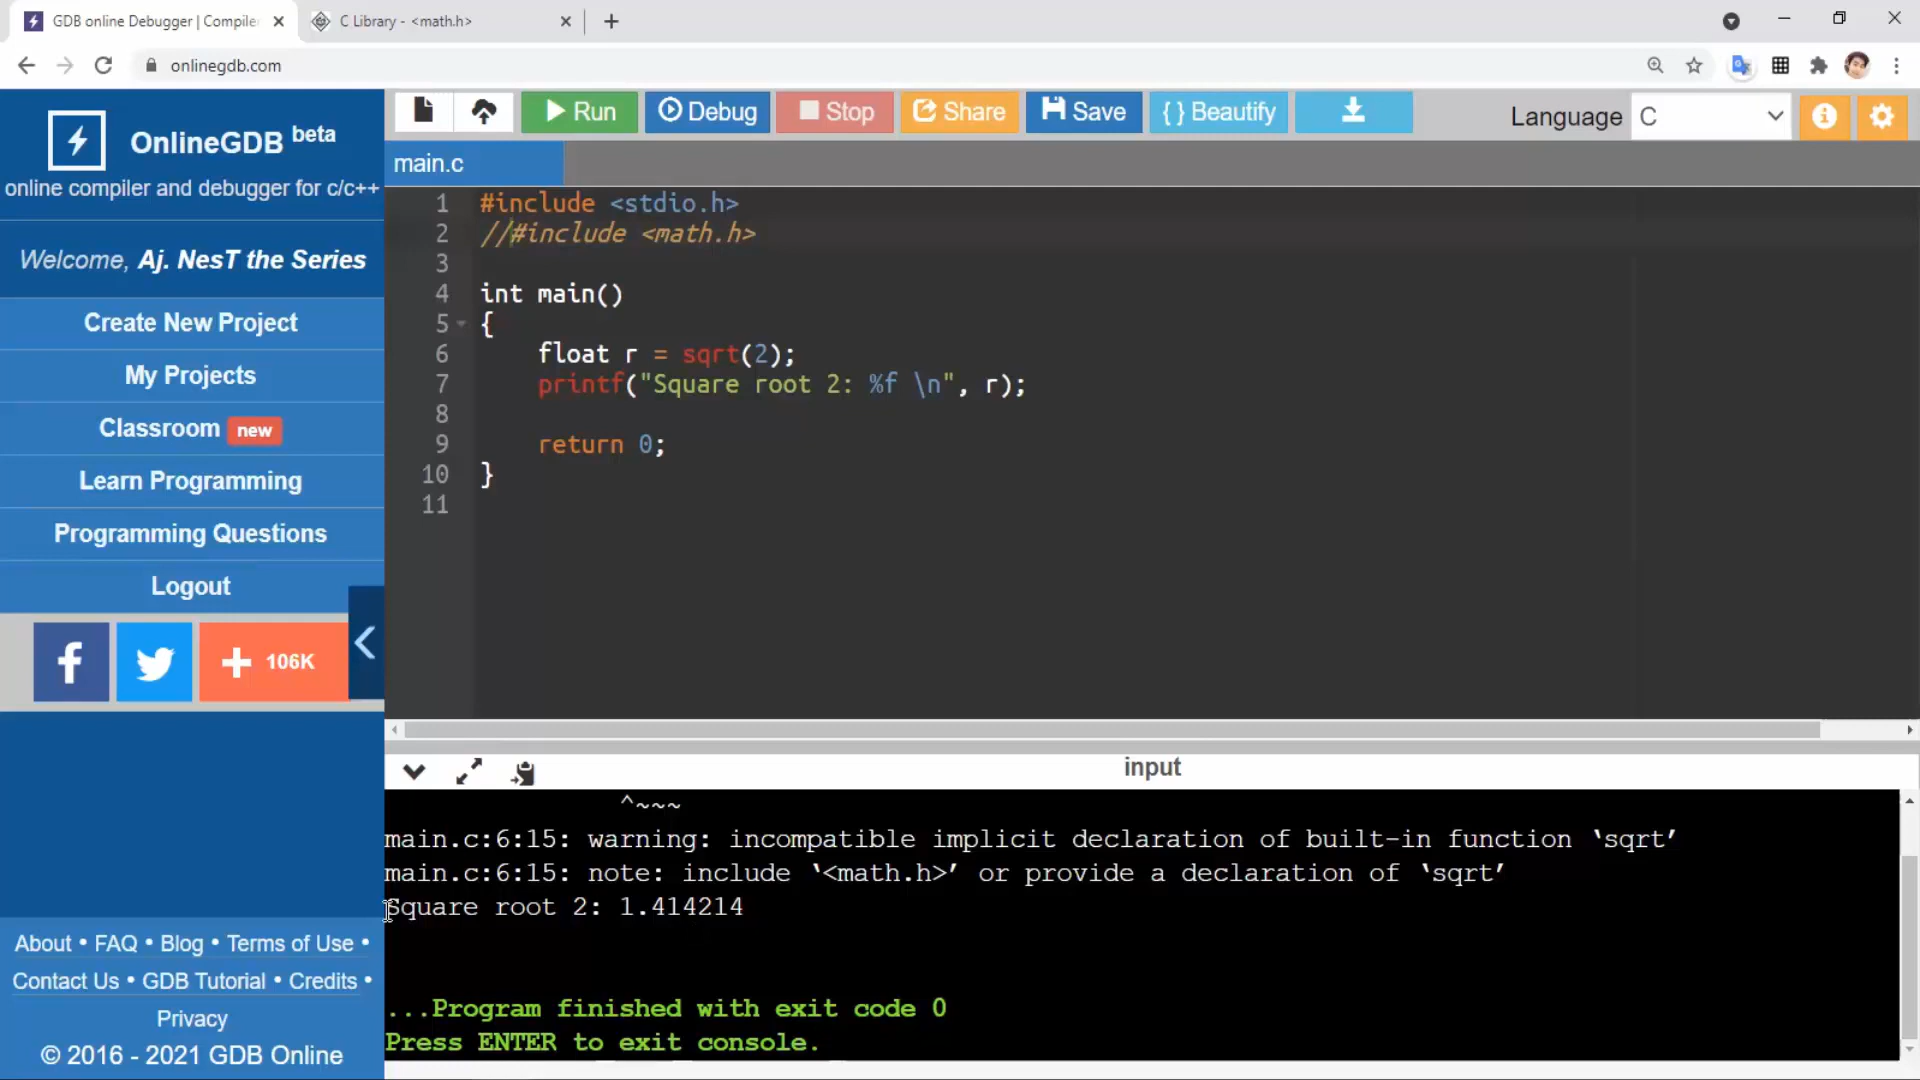 GDB online Debugger | Compiler
C Library - <math.h>
onlinegdb.com
OnlineGDB beta
online compiler and debugger for c/c++
Welcome, Aj. NesT the Series
Create New Project
My Projects
Classroom new
Learn Programming
Programming Questions
Logout
f
+ 106K
About • FAQ • Blog • Terms of Use •
Contact Us • GDB Tutorial • Credits •
Privacy
© 2016 - 2021 GDB Online
Run
Debug
Stop
Share
Save
{ } Beautify
Language C
main.c
1 #include <stdio.h>
2 //#include <math.h>
3
4 int main()
5 {
6 float r = sqrt(2);
7 printf("Square root 2: %f \n", r);
8
9 return 0;
10 }
11
input
^~~~
main.c:6:15: warning: incompatible implicit declaration of built-in function ‘sqrt’
main.c:6:15: note: include ‘<math.h>’ or provide a declaration of ‘sqrt’
Square root 2: 1.414214
...Program finished with exit code 0
Press ENTER to exit console.